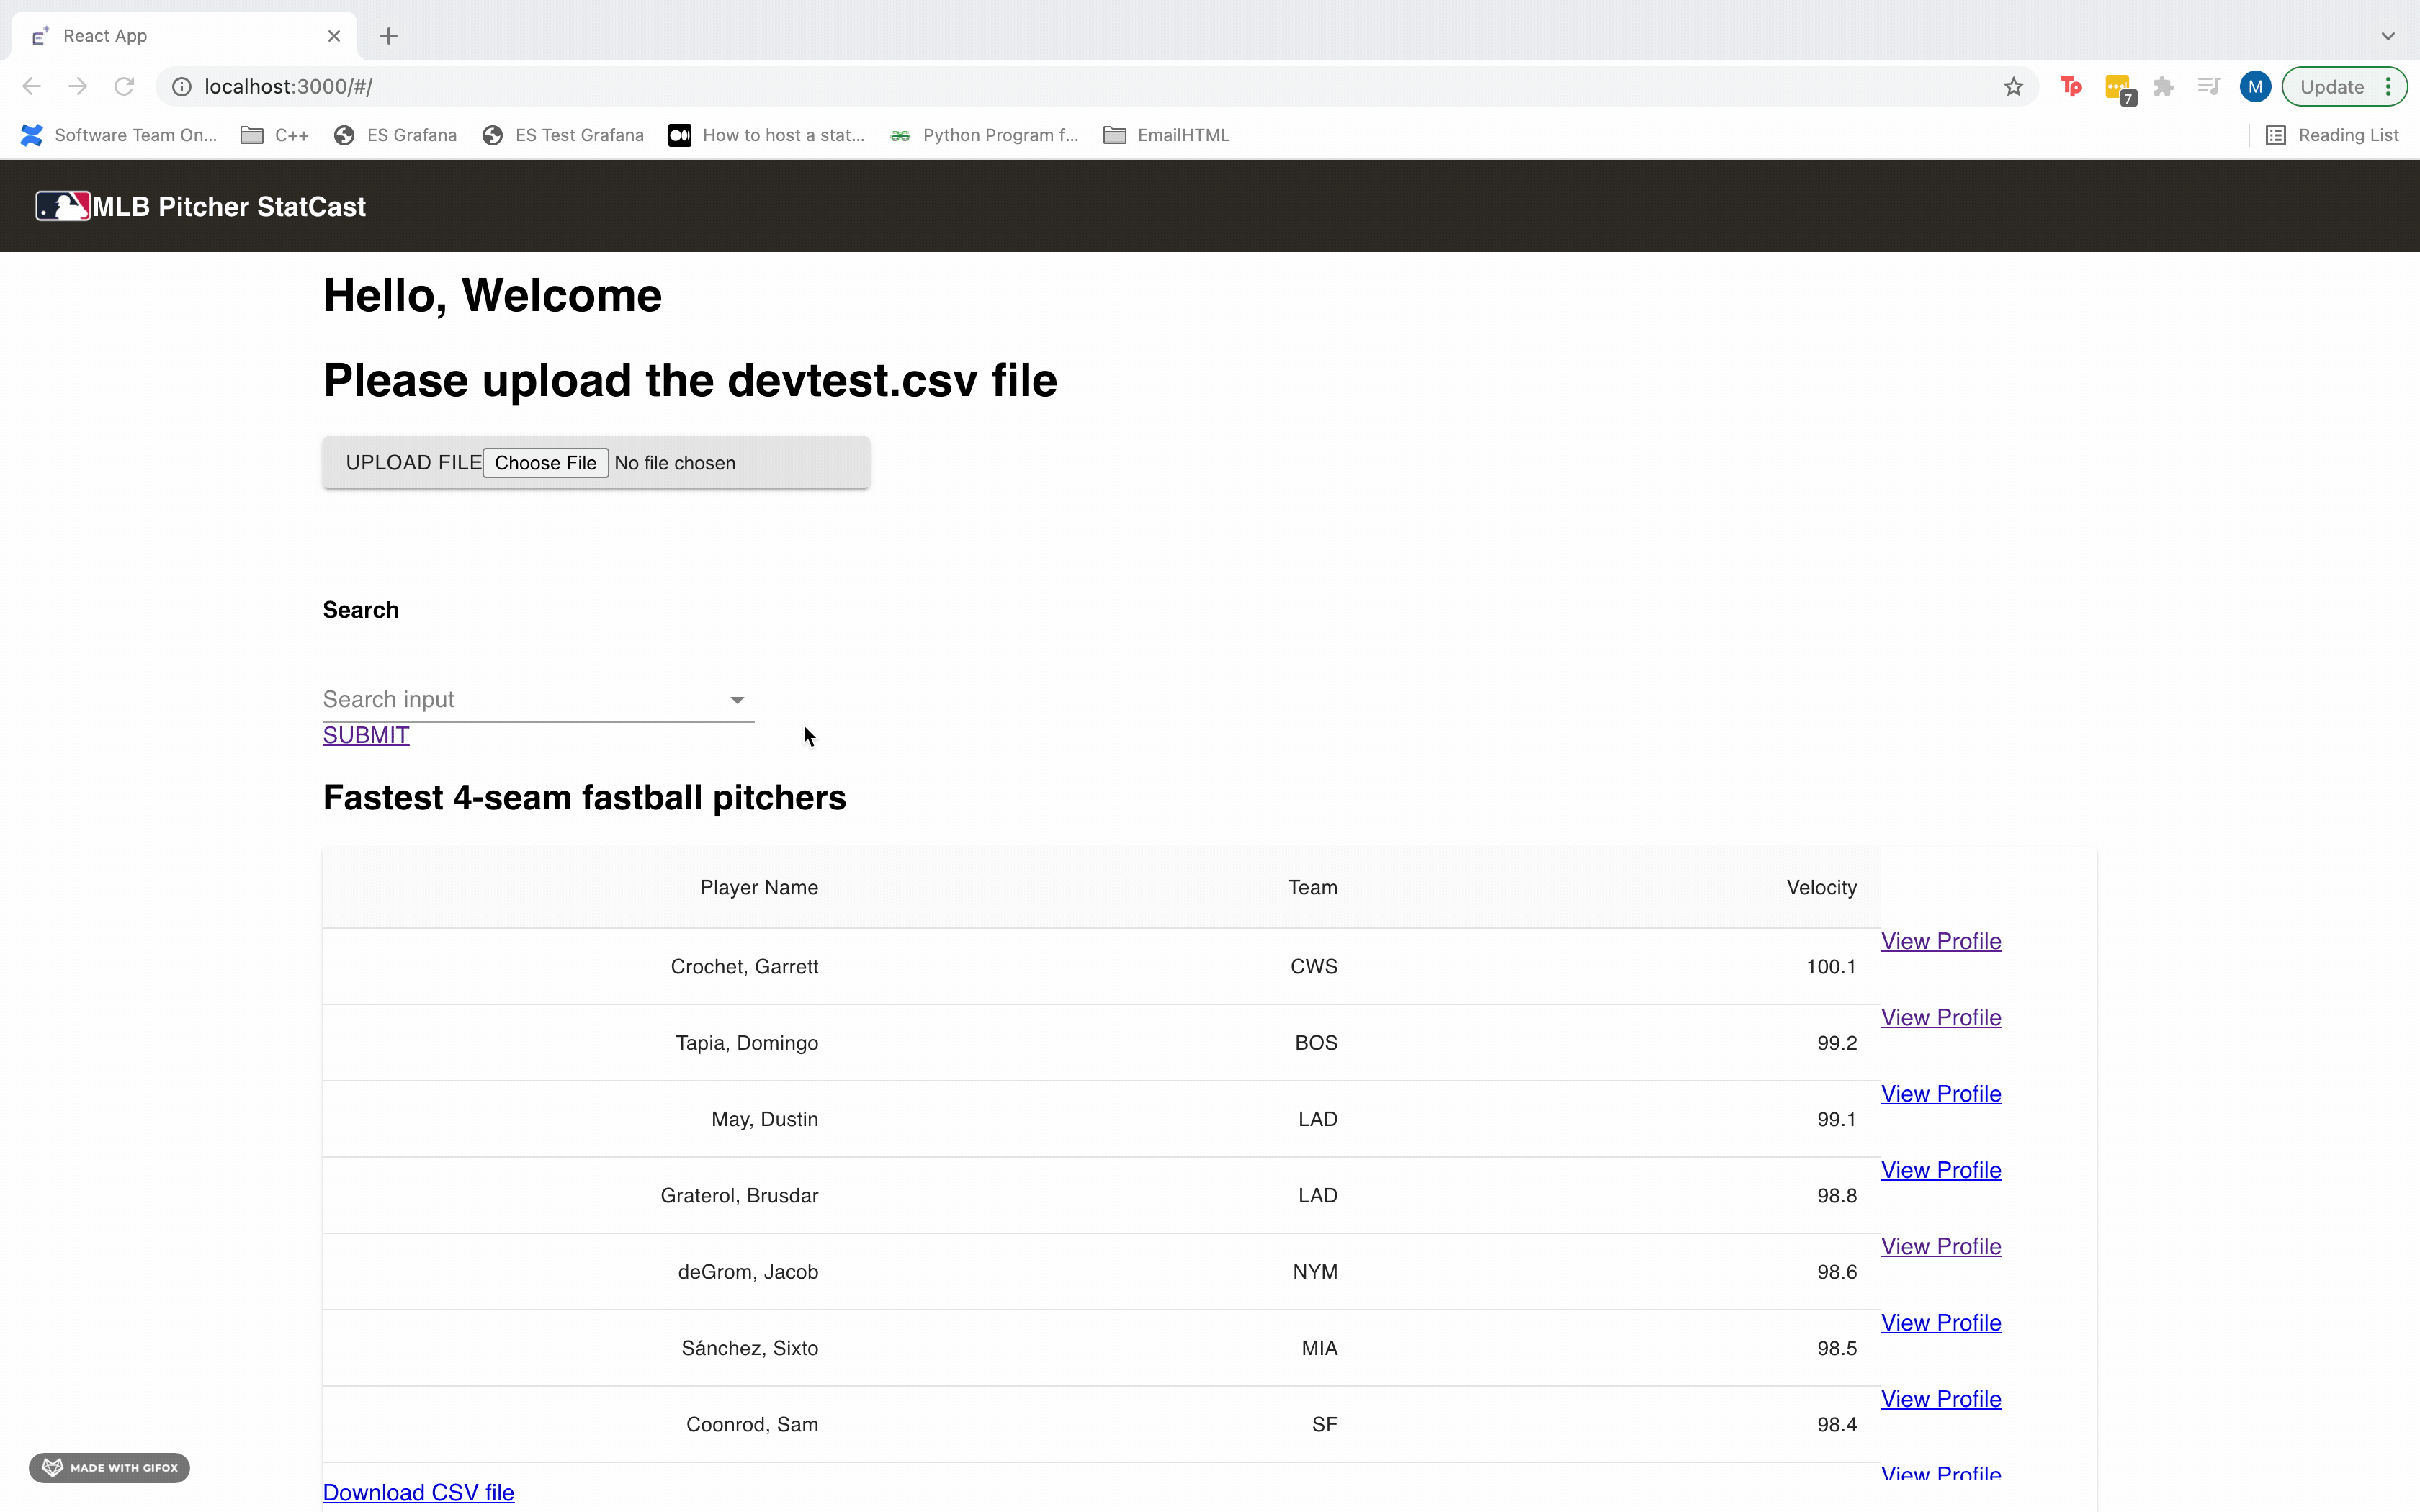 React App
localhost:3000/#/
Tp 7 M Update
Software Team On... C++ ES Grafana ES Test Grafana How to host a stat... Python Program f... EmailHTML Reading List
MLB Pitcher StatCast
Hello, Welcome
Please upload the devtest.csv file
UPLOAD FILE Choose File No file chosen
Search
Search input
SUBMIT
Fastest 4-seam fastball pitchers
Player Name Team Velocity
View Profile
Crochet, Garrett CWS 100.1
View Profile
Tapia, Domingo BOS 99.2
View Profile
May, Dustin LAD 99.1
View Profile
Graterol, Brusdar LAD 98.8
View Profile
deGrom, Jacob NYM 98.6
View Profile
Sánchez, Sixto MIA 98.5
View Profile
Coonrod, Sam SF 98.4
View Profile
MADE WITH GIFOX
Download CSV file